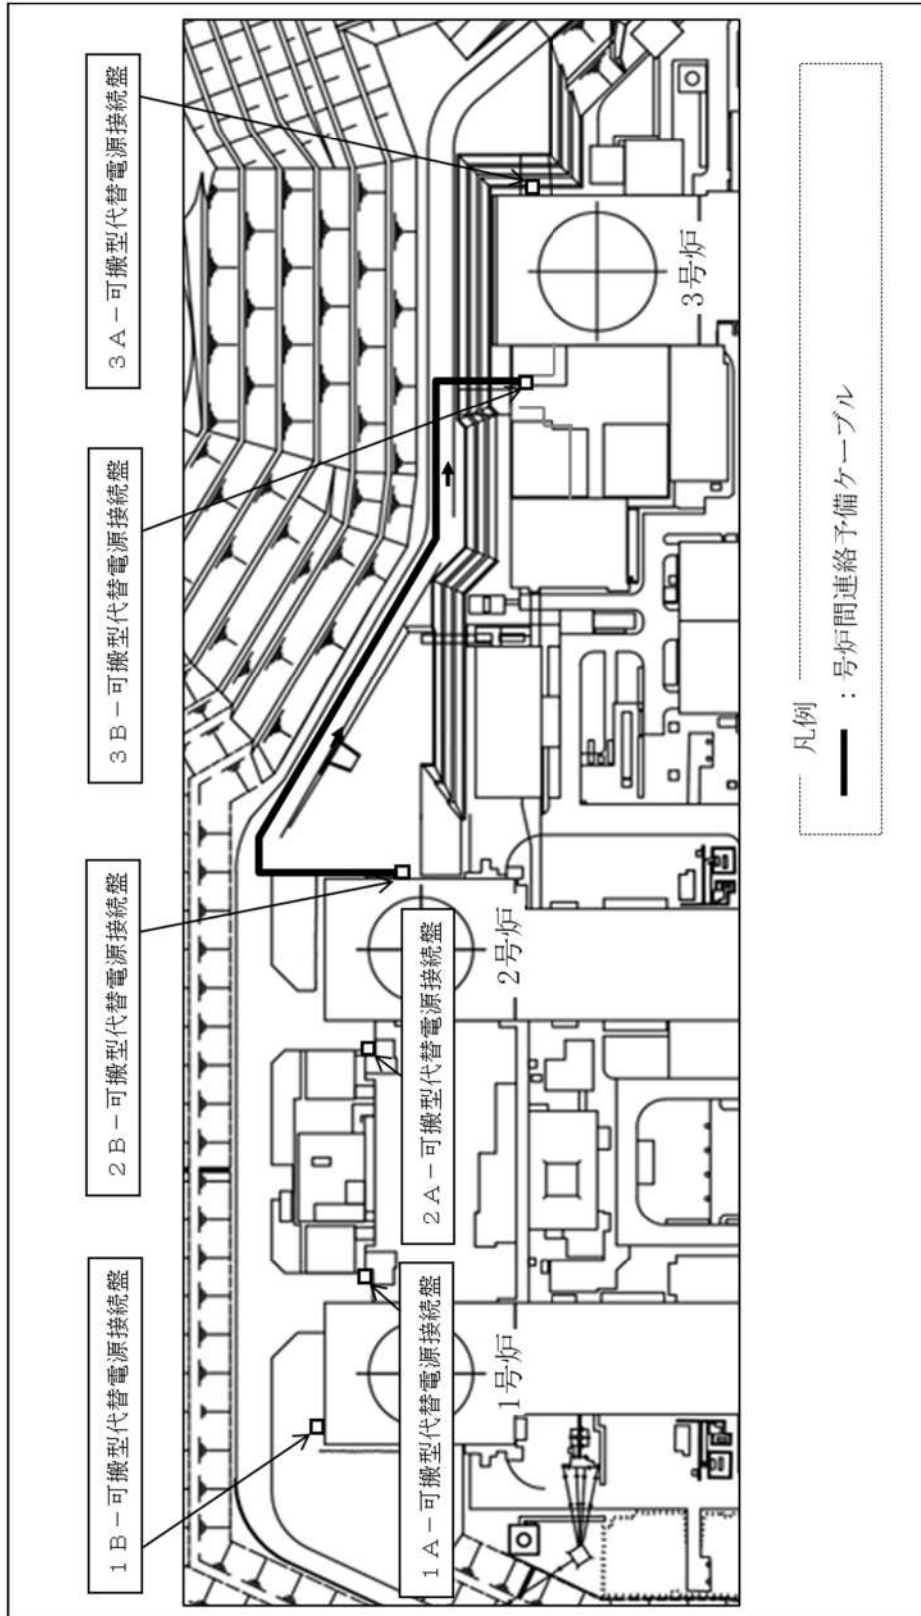 1B－可搬型代替電源接続盤
2B－可搬型代替電源接続盤
3B－可搬型代替電源接続盤
3A－可搬型代替電源接続盤
1A－可搬型代替電源接続盤
2A－可搬型代替電源接続盤
1号炉
2号炉
3号炉
凡例
：号炉間連絡予備ケーブル